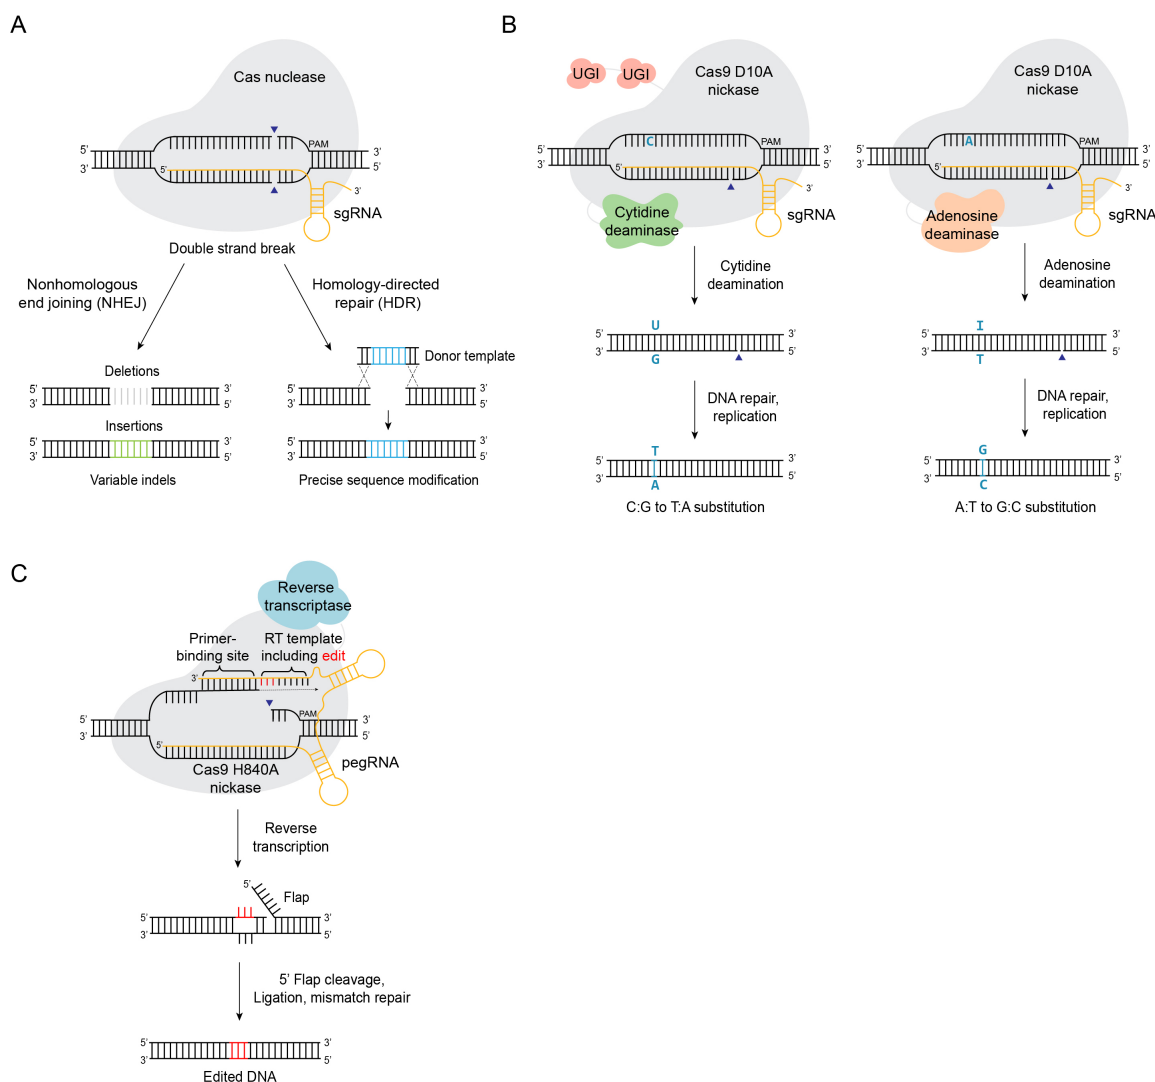 A
Cas nuclease
PAM
5’
3’
3’
5’
5’
3’
sgRNA
Double strand break
Nonhomologous
end joining (NHEJ)
Homology-directed
repair (HDR)
Donor template
Deletions
5’
3’
3’
5’
Insertions
5’
3’
3’
5’
Variable indels
5’
3’
3’
5’
5’
3’
3’
5’
Precise sequence modification
B
UGI
UGI
Cas9 D10A
nickase
C
PAM
5’
3’
3’
5’
5’
3’
sgRNA
Cytidine
deaminase
Cytidine
deamination
U
5’
3’
3’
5’
G
DNA repair,
replication
T
5’
3’
3’
5’
A
C:G to T:A substitution
Cas9 D10A
nickase
A
PAM
5’
3’
3’
5’
5’
3’
sgRNA
Adenosine
deaminase
Adenosine
deamination
I
5’
3’
3’
5’
T
DNA repair,
replication
G
5’
3’
3’
5’
C
A:T to G:C substitution
C
Reverse
transcriptase
Primer-
binding site
RT template
including edit
3’
PAM
5’
3’
3’
5’
5’
Cas9 H840A
nickase
pegRNA
Reverse
transcription
5’
Flap
5’
3’
3’
5’
5’ Flap cleavage,
Ligation, mismatch repair
5’
3’
3’
5’
Edited DNA